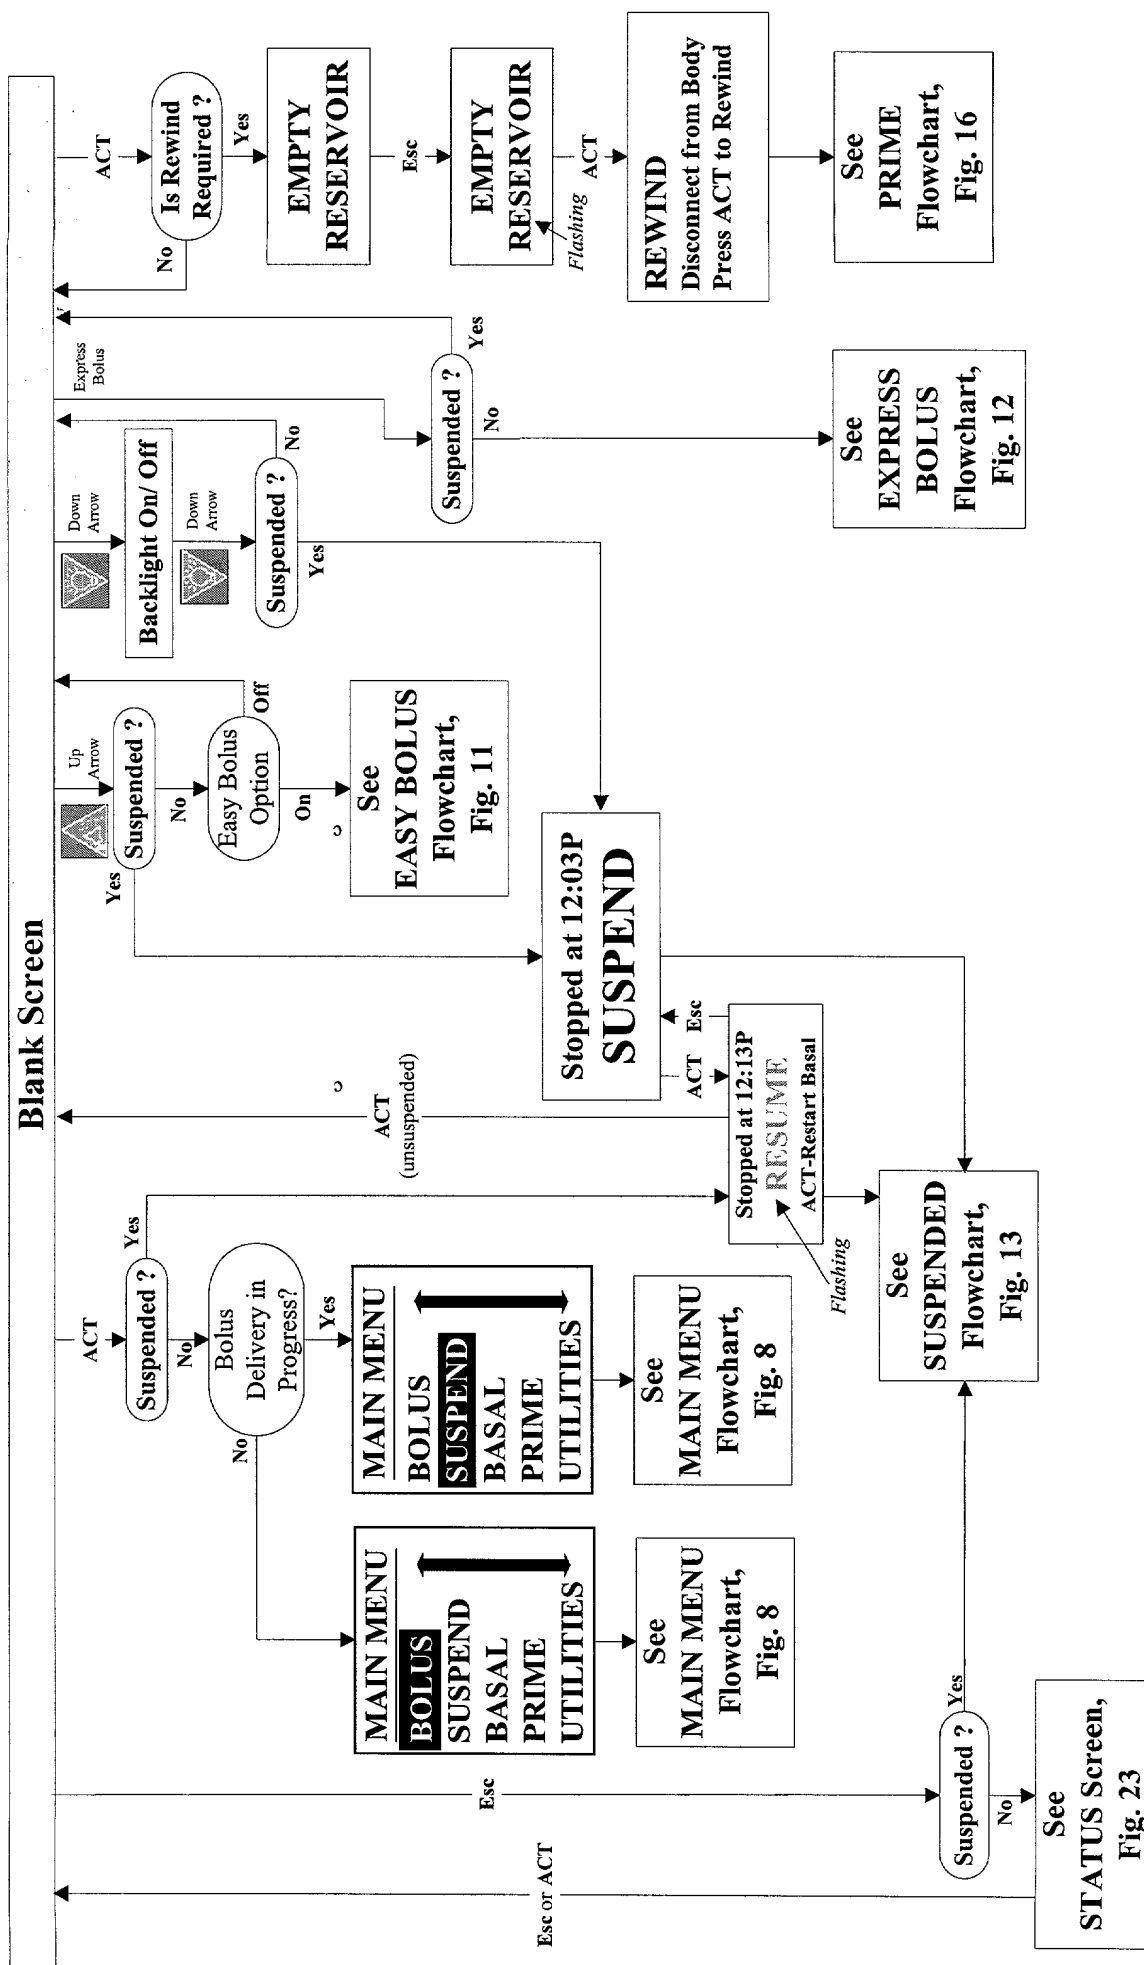 Blank Screen
Esc or ACT
Esc
Suspended ?
Yes
No
See
STATUS Screen,
Fig. 23
ACT
Suspended ?
Yes
No
Bolus
Delivery in
Progress?
No
Yes
MAIN MENU
BOLUS
SUSPEND
BASAL
PRIME
UTILITIES
See
MAIN MENU
Flowchart,
Fig. 8
MAIN MENU
BOLUS
SUSPEND
BASAL
PRIME
UTILITIES
See
MAIN MENU
Flowchart,
Fig. 8
ACT
(unsuspended)
Stopped at 12:13P
RESUME
ACT-Restart Basal
Flashing
ACT
Esc
See
SUSPENDED
Flowchart,
Fig. 13
Stopped at 12:03P
SUSPEND
Up
Arrow
Suspended ?
Yes
No
Easy Bolus
Option
Off
On
See
EASY BOLUS
Flowchart,
Fig. 11
Down
Arrow
Backlight On/ Off
Down
Arrow
Suspended ?
No
Yes
Express
Bolus
Suspended ?
Yes
No
See
EXPRESS
BOLUS
Flowchart,
Fig. 12
ACT
Is Rewind
Required ?
No
Yes
EMPTY
RESERVOIR
Esc
EMPTY
RESERVOIR
Flashing
ACT
REWIND
Disconnect from Body
Press ACT to Rewind
See
PRIME
Flowchart,
Fig. 16